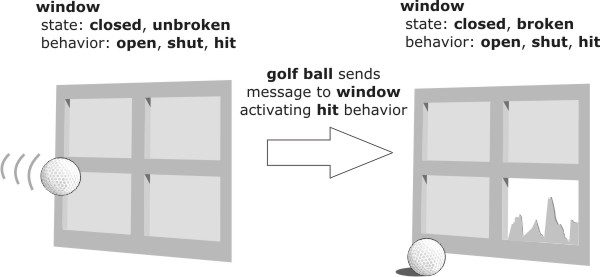 window
state: closed, unbroken
behavior: open, shut, hit
golf ball sends
message to window
activating hit behavior
window
state: closed, broken
behavior: open, shut, hit